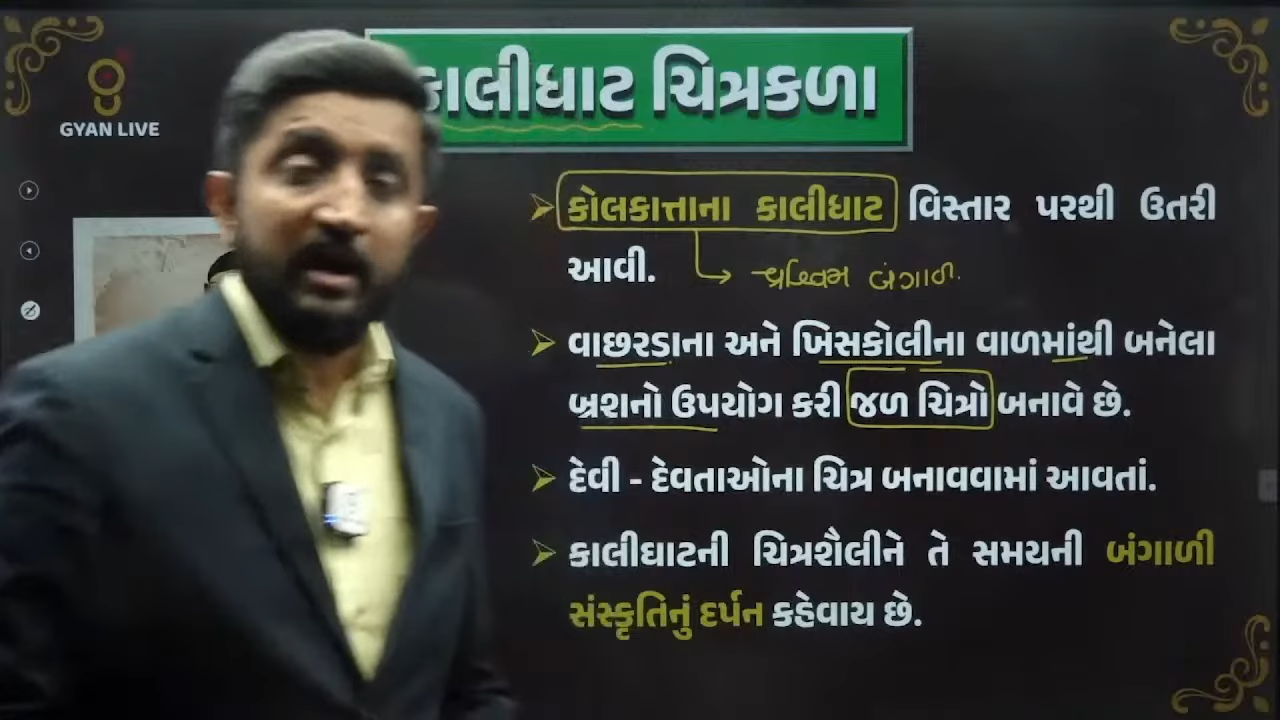 GYAN LIVE
કાલીઘાટ ચિત્રકળા
➢ કોલકાત્તાના કાલીઘાટ વિસ્તાર પરથી ઉતરી
આવી. → પશ્ચિમ બંગાળ.
➢ વાછરડાના અને ખિસકોલીના વાળમાંથી બનેલા
બ્રશનો ઉપયોગ કરી જળ ચિત્રો બનાવે છે.
➢ દેવી - દેવતાઓના ચિત્ર બનાવવામાં આવતાં.
➢ કાલીઘાટની ચિત્રશૈલીને તે સમયની બંગાળી
સંસ્કૃતિનું દર્પન કહેવાય છે.